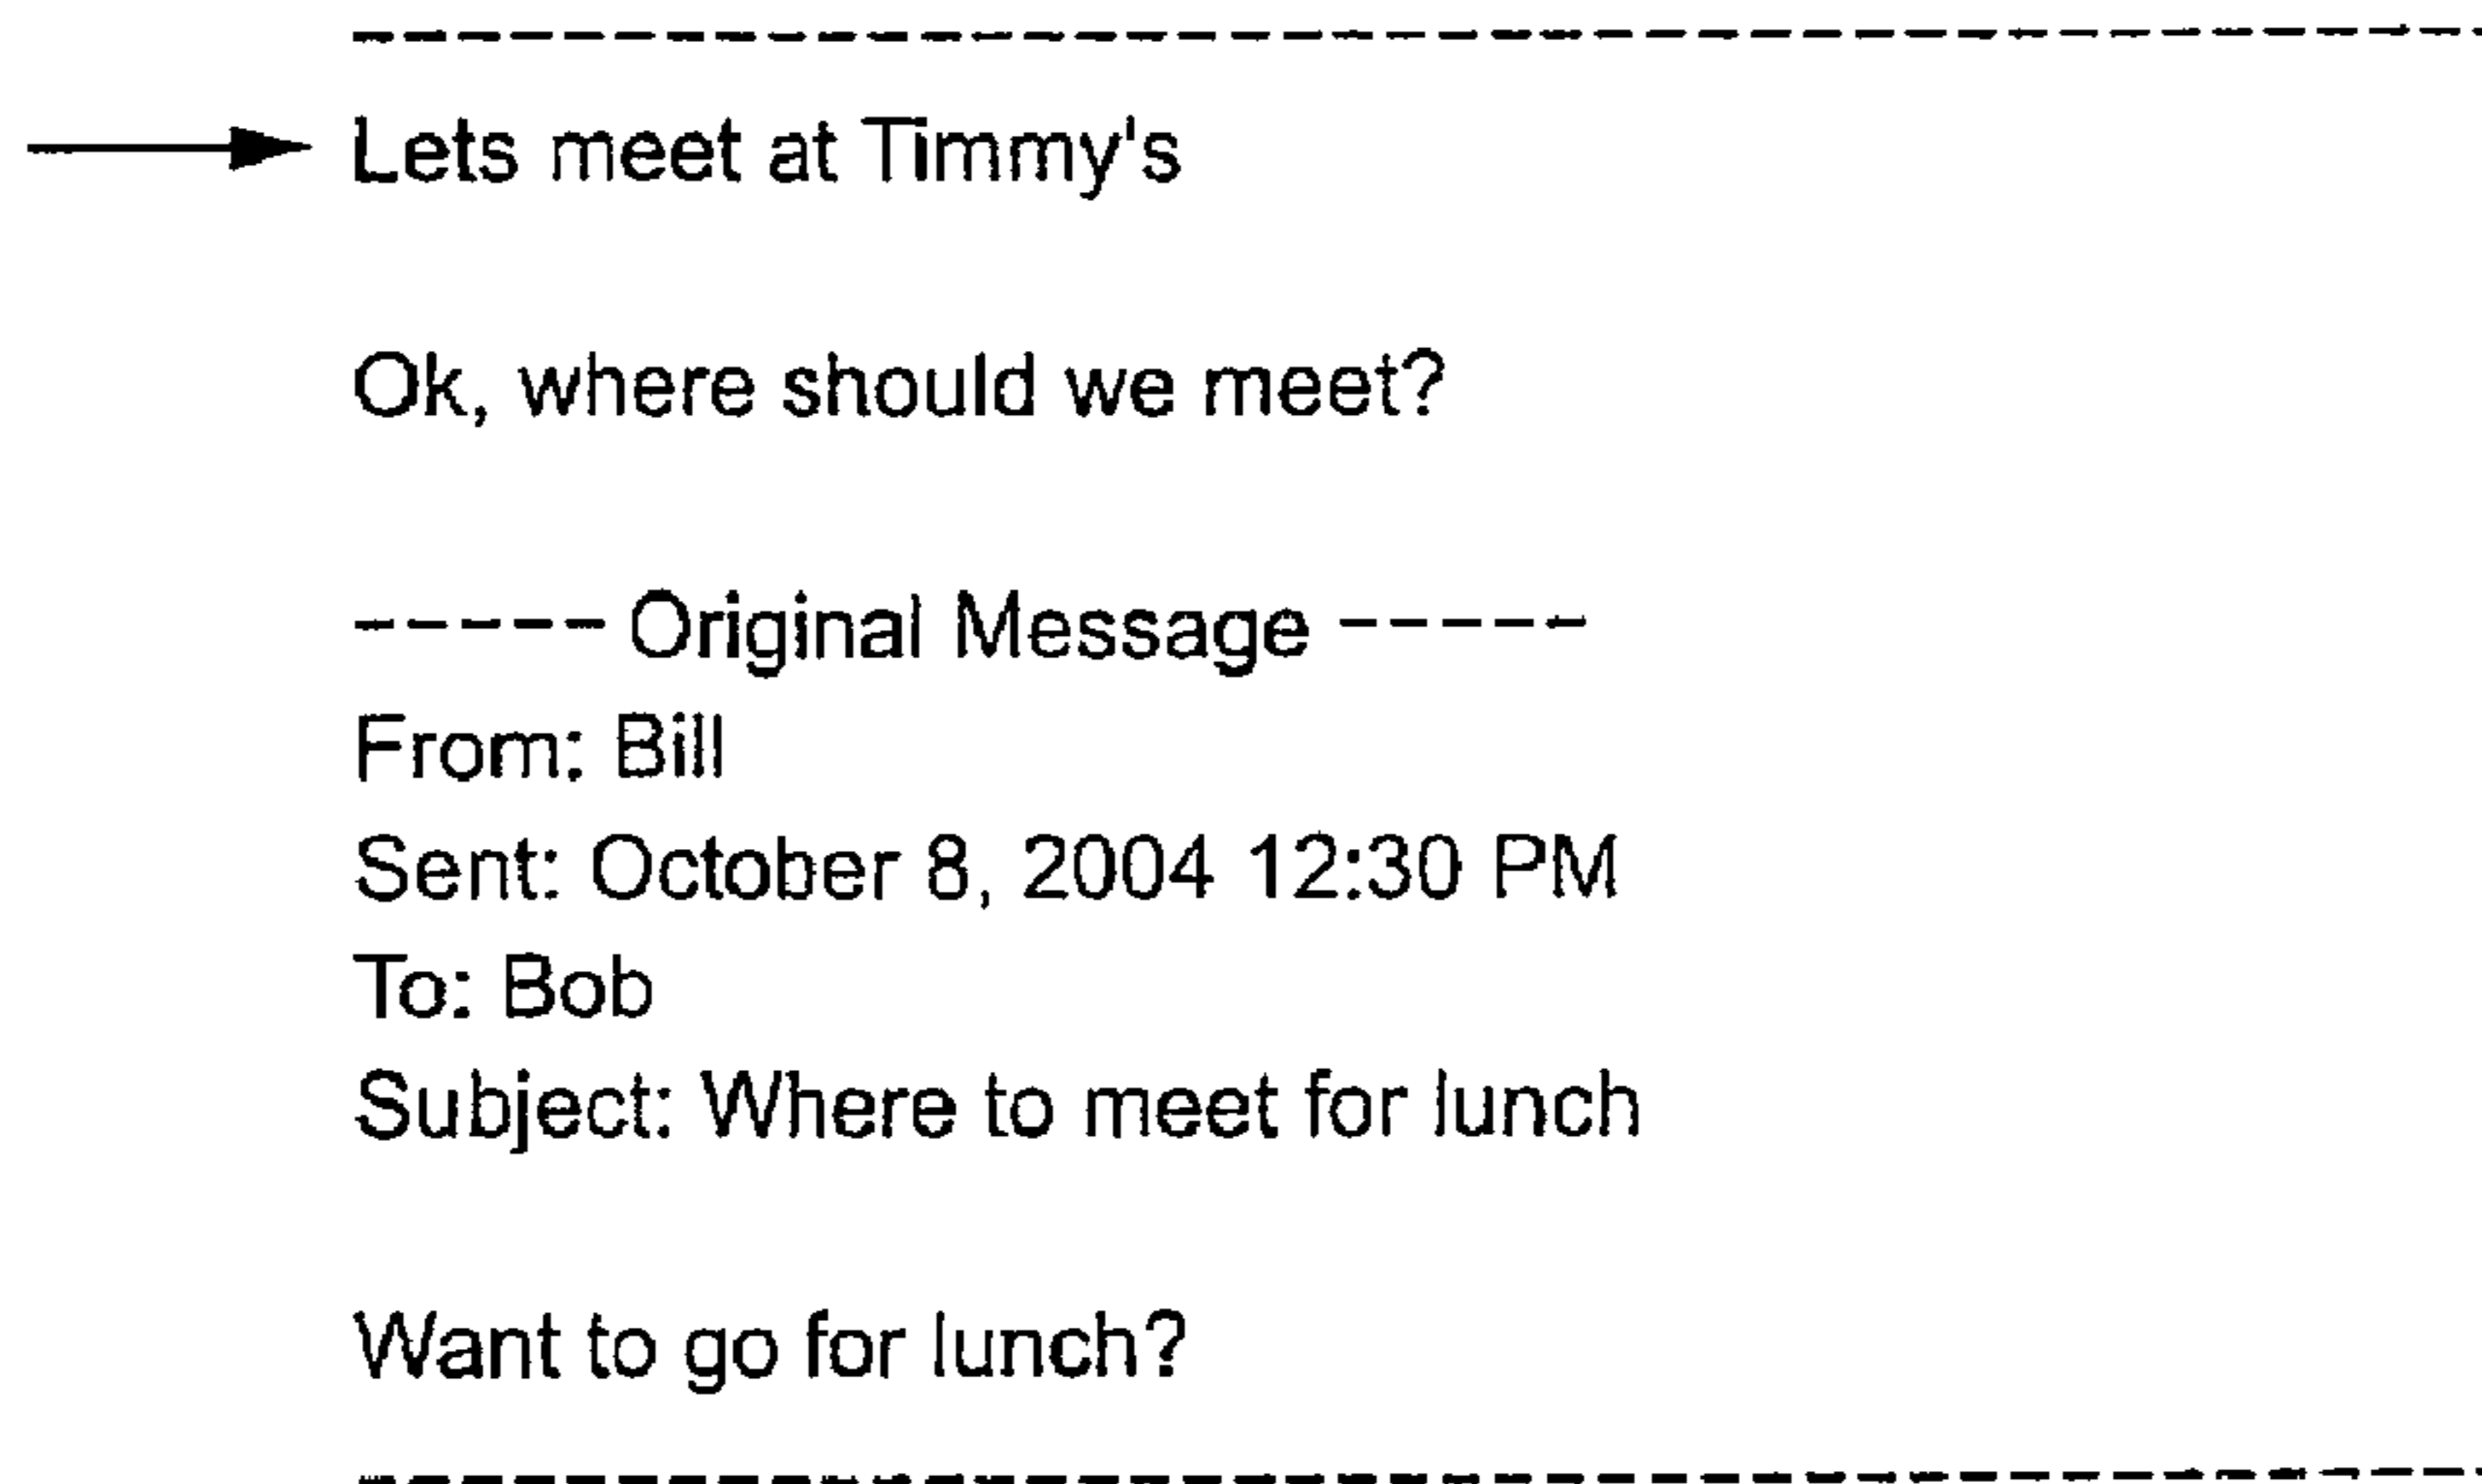 Lets meet at Timmy's
Ok, where should we meet?
----- Original Message -----
From: Bill
Sent: October 8, 2004 12:30 PM
To: Bob
Subject: Where to meet for lunch
Want to go for lunch?